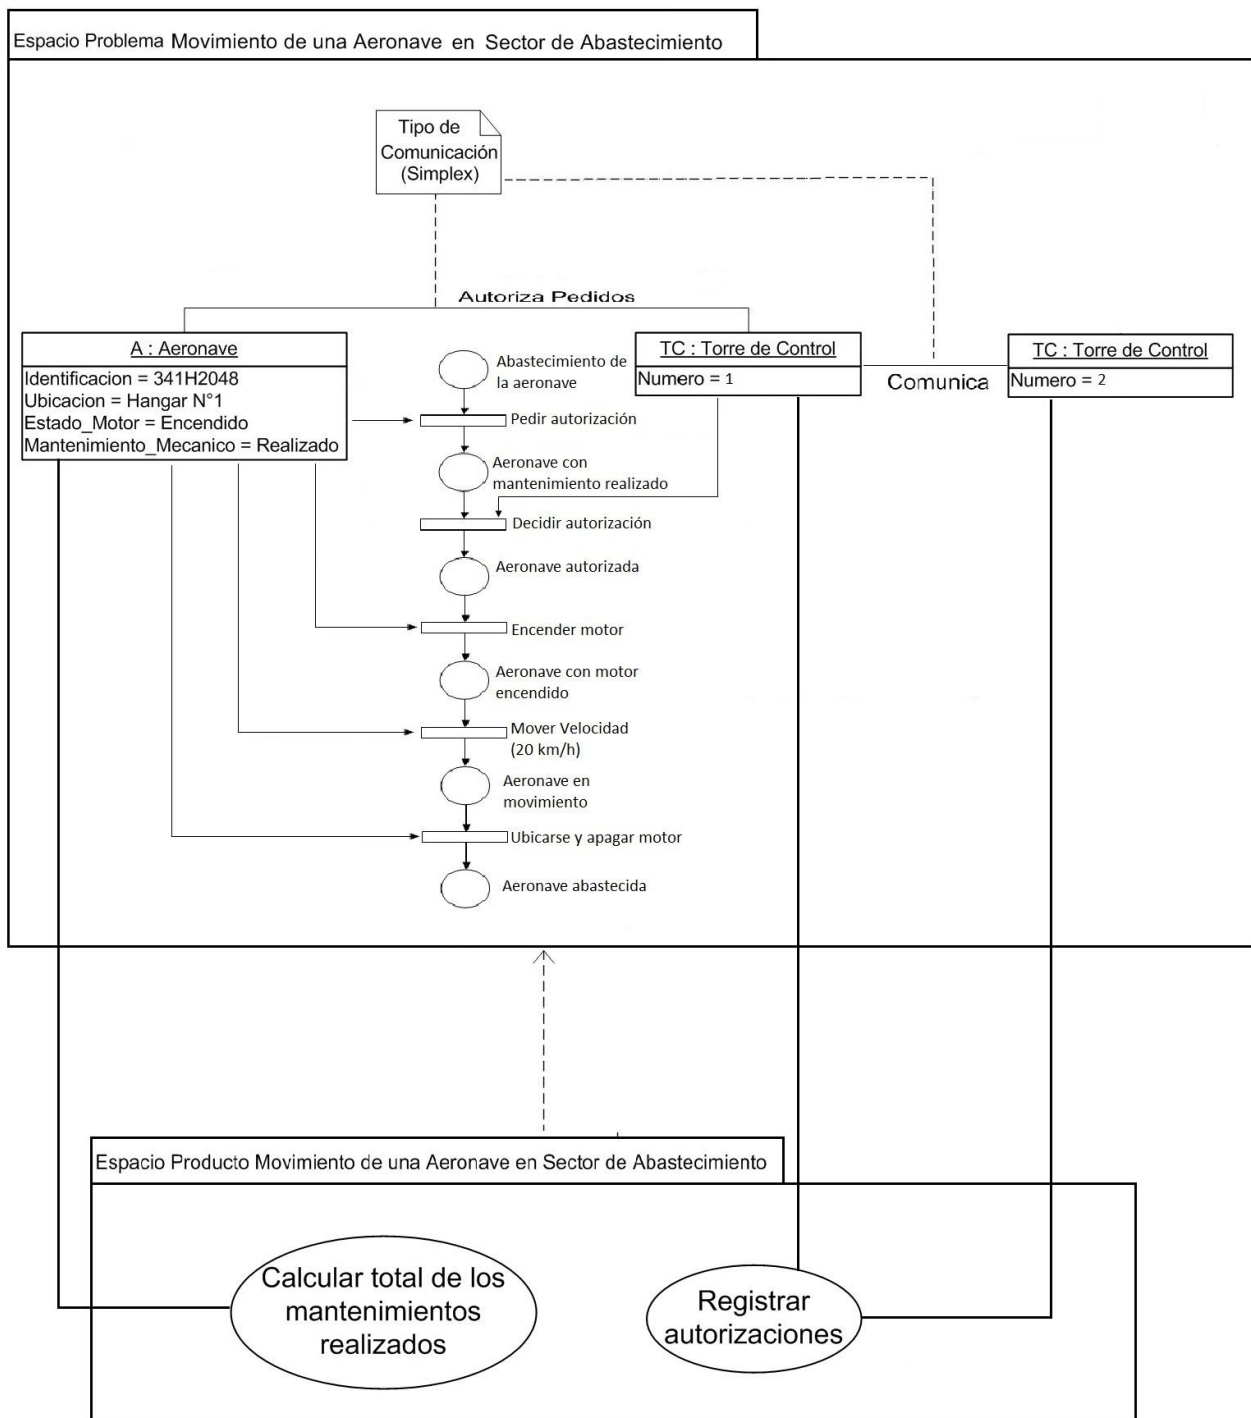 Espacio Problema Movimiento de una Aeronave en Sector de Abastecimiento
Tipo de
Comunicación
(Simplex)
Autoriza Pedidos
A : Aeronave
Identificacion = 341H2048
Ubicacion = Hangar N°1
Estado_Motor = Encendido
Mantenimiento_Mecanico = Realizado
Abastecimiento de
la aeronave
Pedir autorización
Aeronave con
mantenimiento realizado
Decidir autorización
Aeronave autorizada
Encender motor
Aeronave con motor
encendido
Mover Velocidad
(20 km/h)
Aeronave en
movimiento
Ubicarse y apagar motor
Aeronave abastecida
TC : Torre de Control
Numero = 1
Comunica
TC : Torre de Control
Numero = 2
Espacio Producto Movimiento de una Aeronave en Sector de Abastecimiento
Calcular total de los
mantenimientos
realizados
Registrar
autorizaciones